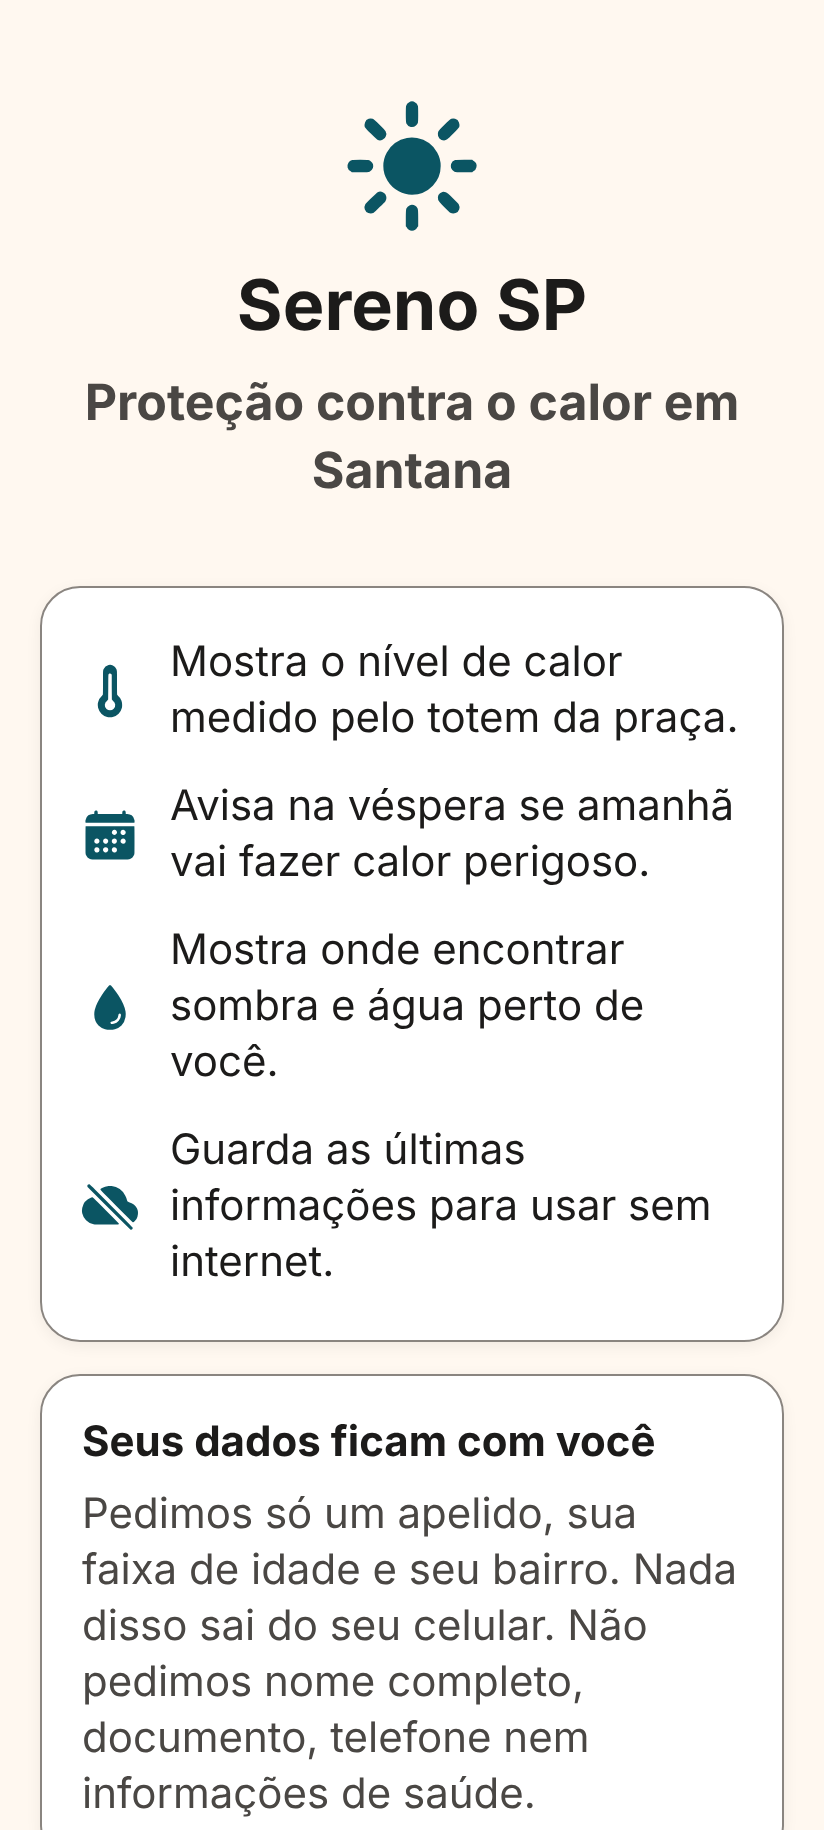 Sereno SP
Proteção contra o calor em
Santana
Mostra o nível de calor
medido pelo totem da praça.
Avisa na véspera se amanhã
vai fazer calor perigoso.
Mostra onde encontrar
sombra e água perto de
você.
Guarda as últimas
informações para usar sem
internet.
Seus dados ficam com você
Pedimos só um apelido, sua
faixa de idade e seu bairro. Nada
disso sai do seu celular. Não
pedimos nome completo,
documento, telefone nem
informações de saúde.